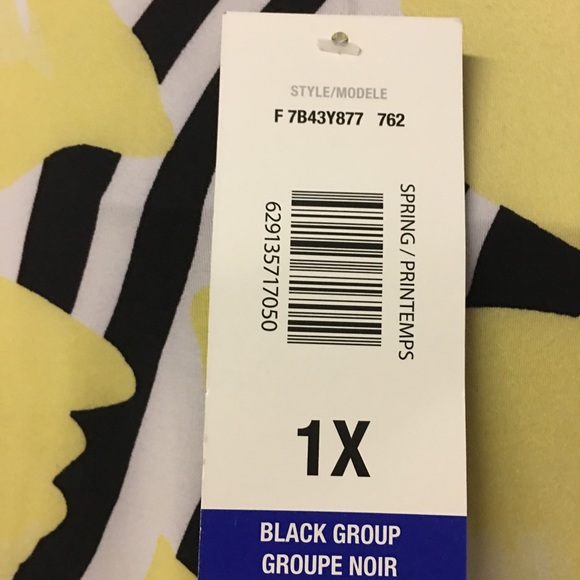 STYLE/MODELE
F 7B43Y877 762
629135717050
SPRING / PRINTEMPS
1X
BLACK GROUP
GROUPE NOIR